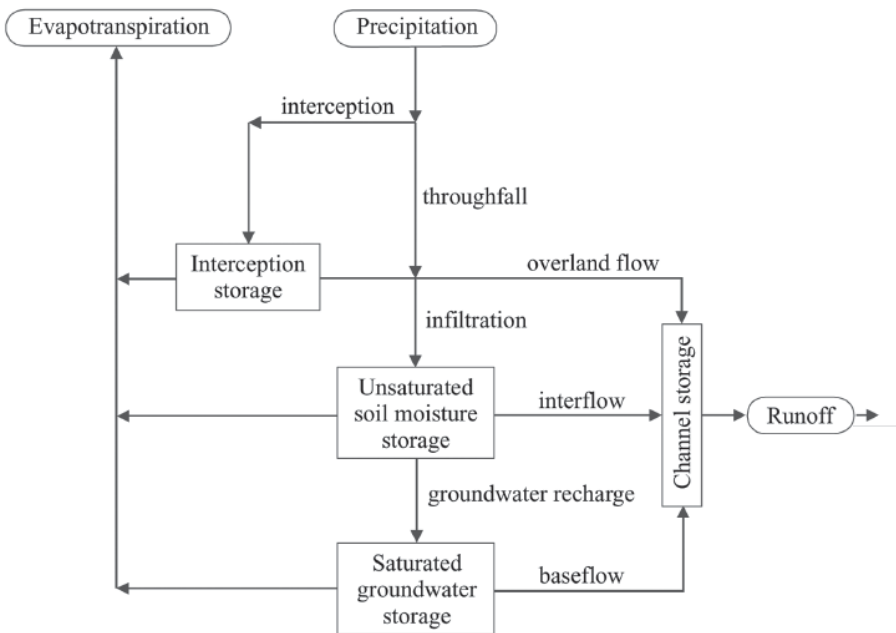 Evapotranspiration
Precipitation
interception
throughfall
Interception
storage
overland flow
infiltration
Channel storage
Unsaturated
soil moisture
storage
interflow
Runoff
groundwater recharge
Saturated
groundwater
storage
baseflow